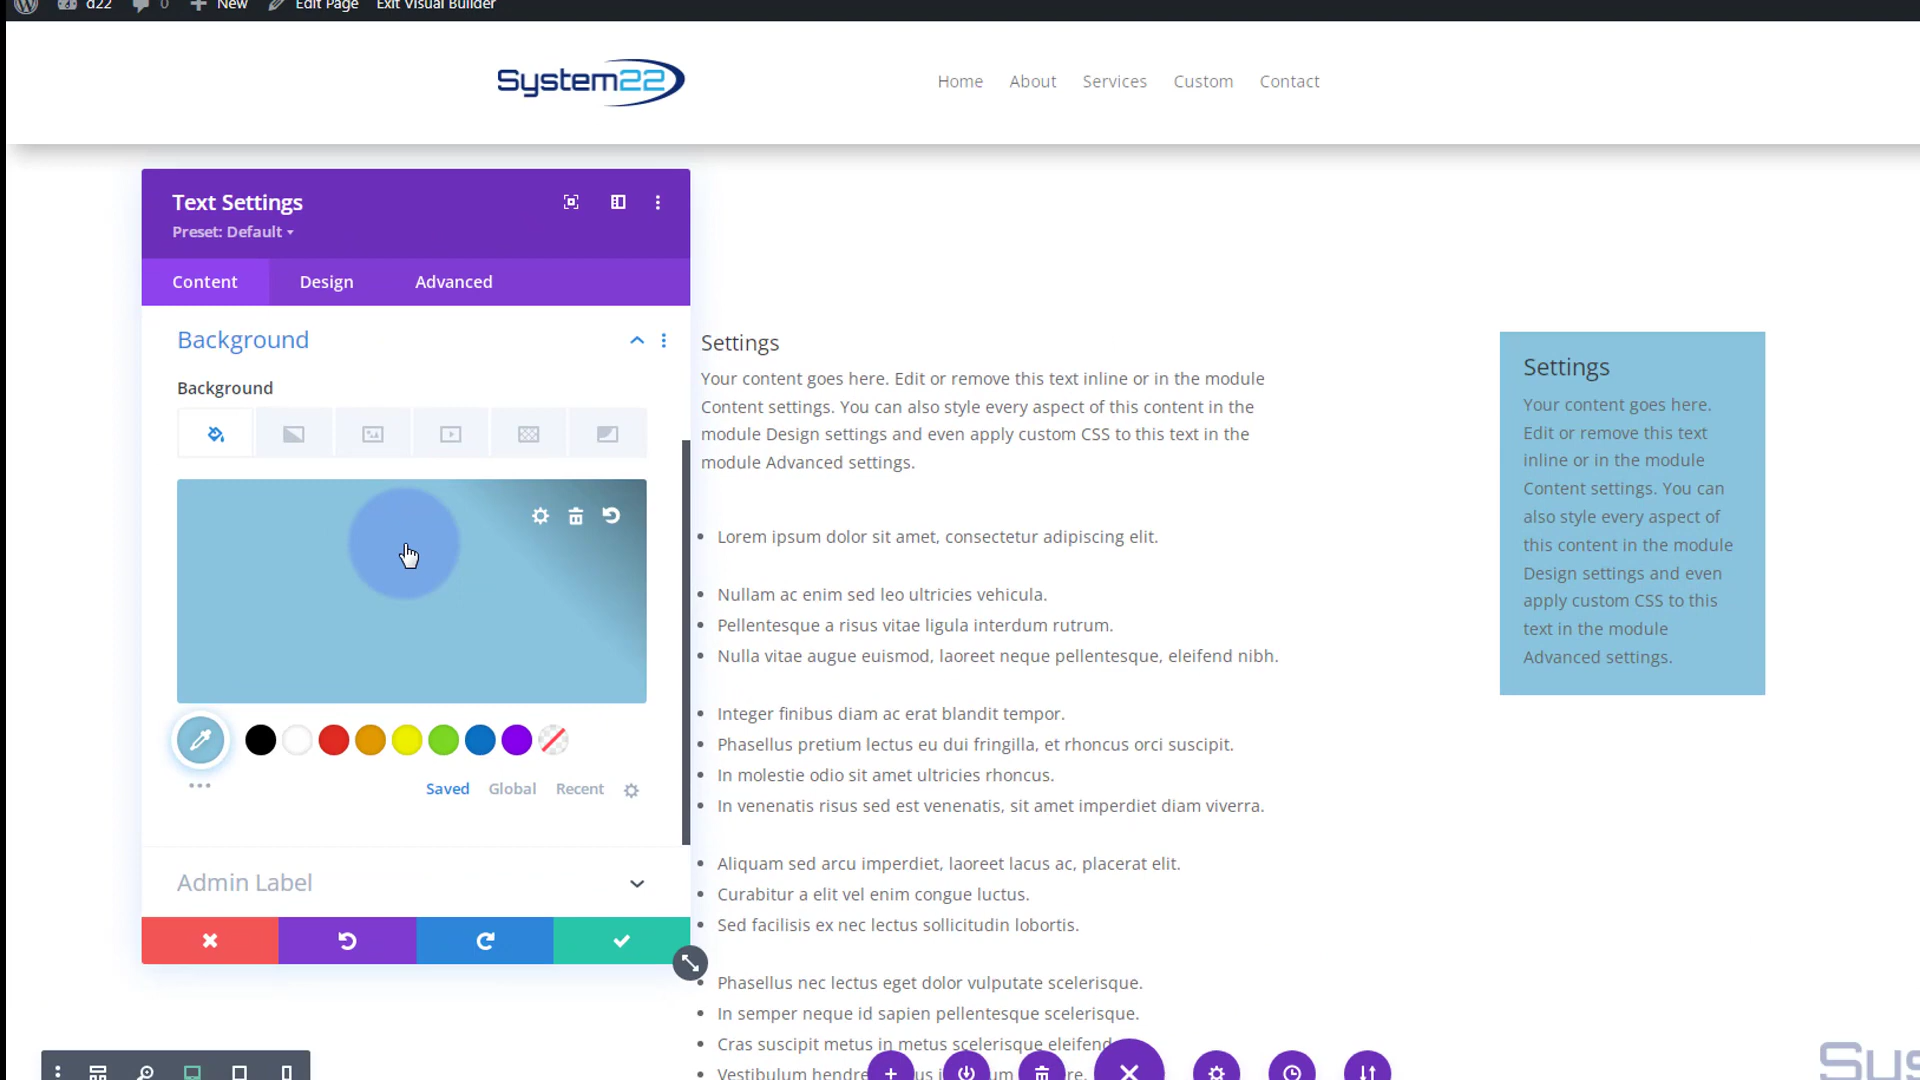 d22 0 New Edit Page Exit Visual Builder
System22
Home About Services Custom Contact
Text Settings
Preset: Default
Content Design Advanced
Background
Background
Saved Global Recent
Admin Label
Settings
Your content goes here. Edit or remove this text inline or in the module
Content settings. You can also style every aspect of this content in the
module Design settings and even apply custom CSS to this text in the
module Advanced settings.
Lorem ipsum dolor sit amet, consectetur adipiscing elit.
Nullam ac enim sed leo ultricies vehicula.
Pellentesque a risus vitae ligula interdum rutrum.
Nulla vitae augue euismod, laoreet neque pellentesque, eleifend nibh.
Integer finibus diam ac erat blandit tempor.
Phasellus pretium lectus eu dui fringilla, et rhoncus orci suscipit.
In molestie odio sit amet ultricies rhoncus.
In venenatis risus sed est venenatis, sit amet imperdiet diam viverra.
Aliquam sed arcu imperdiet, laoreet lacus ac, placerat elit.
Curabitur a elit vel enim congue luctus.
Sed facilisis ex nec lectus sollicitudin lobortis.
Phasellus nec lectus eget dolor vulputate scelerisque.
In semper neque id sapien pellentesque scelerisque.
Cras suscipit metus in metus scelerisque eleifend
Settings
Your content goes here.
Edit or remove this text
inline or in the module
Content settings. You can
also style every aspect of
this content in the module
Design settings and even
apply custom CSS to this
text in the module
Advanced settings.